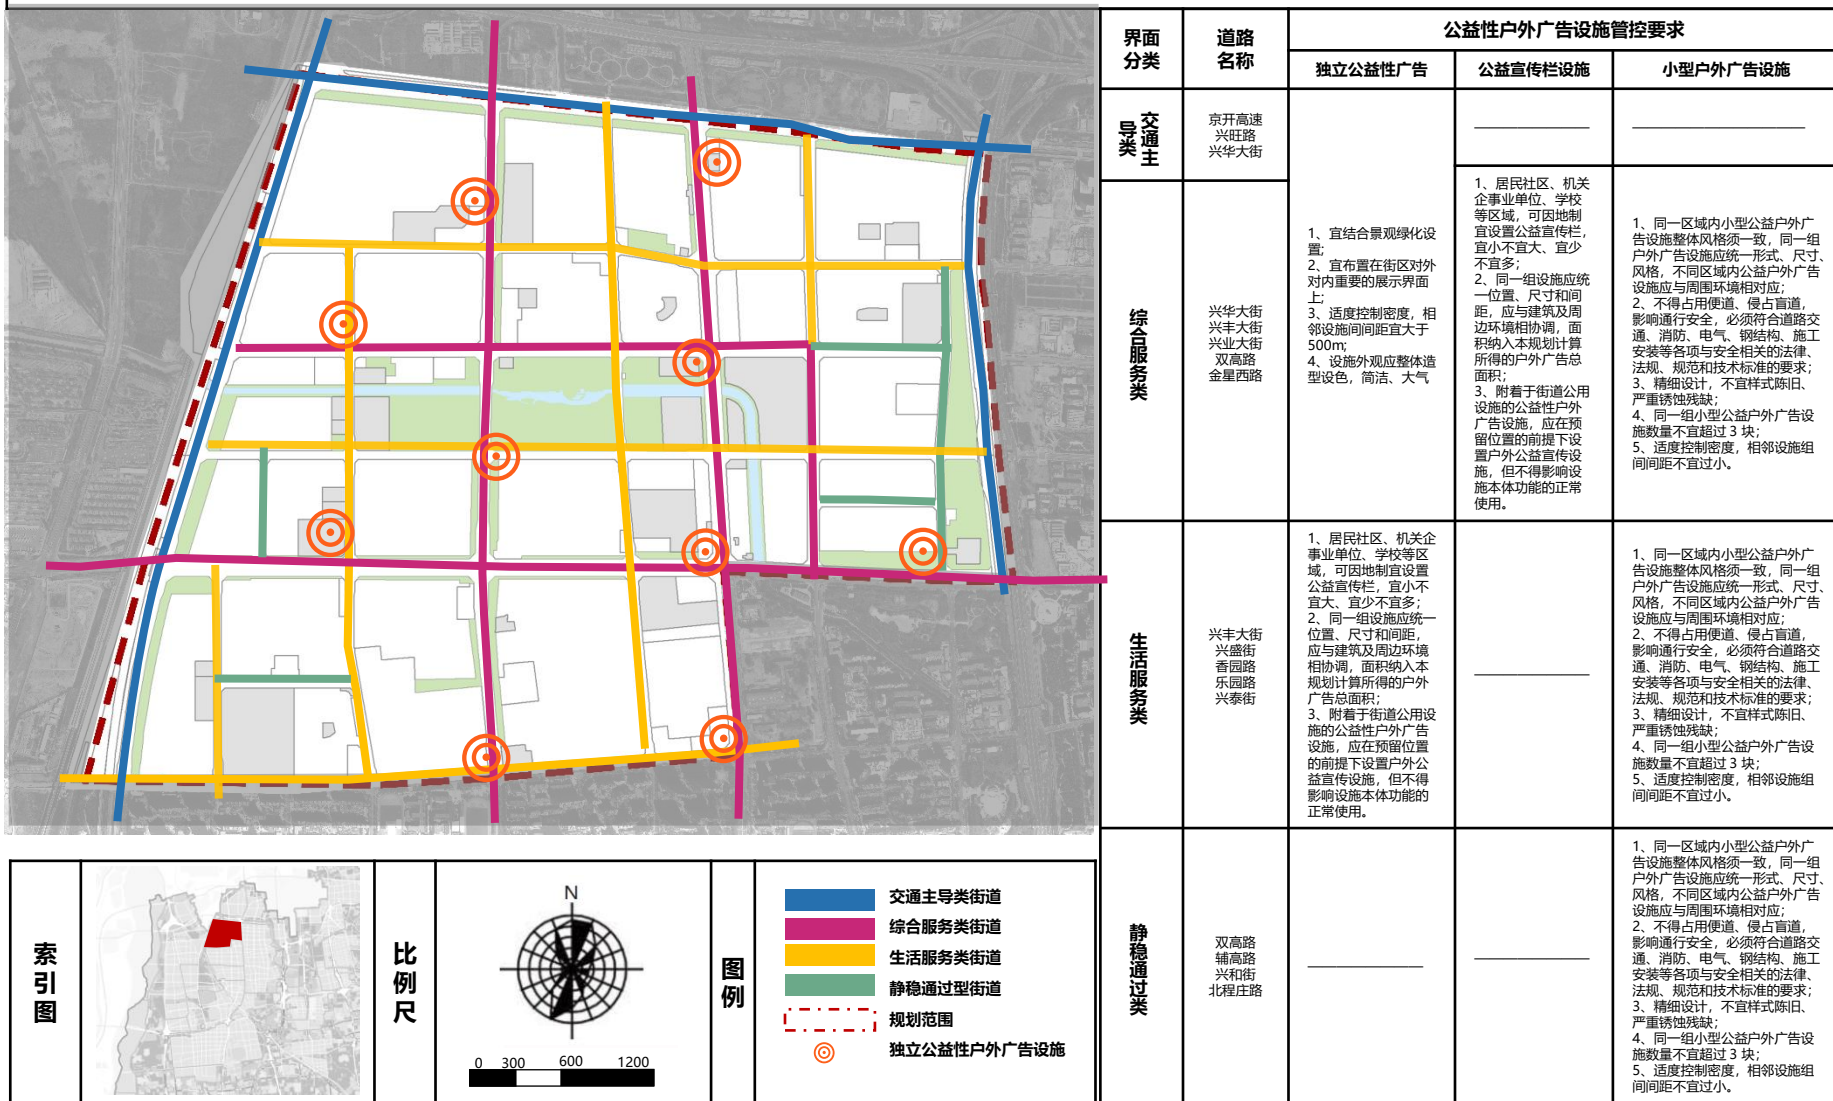 界面
分类
道路
名称
公益性户外广告设施管控要求
独立公益性广告
公益宣传栏设施
小型户外广告设施
交通主
导类
京开高速
兴旺路
兴华大街
综合服务类
兴华大街
兴丰大街
兴业大街
双高路
金星西路
1、宜结合景观绿化设
置;
2、宜布置在街区对外
对内重要的展示界面
上;
3、适度控制密度，相
邻设施间间距宜大于
500m;
4、设施外观应整体造
型设色，简洁、大气
1、居民社区、机关
企事业单位、学校
等区域，可因地制
宜设置公益宣传栏，
宜小不宜大、宜少
不宜多;
2、同一组设施应统
一位置、尺寸和间
距，应与建筑及周
边环境相协调，面
积纳入本规划计算
所得的户外广告总
面积;
3、附着于街道公用
设施的公益性户外
广告设施，应在预
留位置的前提下设
置户外公益宣传设
施，但不得影响设
施本体功能的正常
使用。
1、同一区域内小型公益户外广
告设施整体风格须一致，同一组
户外广告设施应统一形式、尺寸、
风格，不同区域内公益户外广告
设施应与周围环境相对应;
2、不得占用便道、侵占盲道，
影响通行安全，必须符合道路交
通、消防、电气、钢结构、施工
安装等各项与安全相关的法律、
法规、规范和技术标准的要求;
3、精细设计，不宜样式陈旧、
严重锈蚀残缺;
4、同一组小型公益户外广告设
施数量不宜超过 3 块;
5、适度控制密度，相邻设施组
间间距不宜过小。
生活服务类
兴丰大街
兴盛街
香园路
乐园路
兴泰街
1、居民社区、机关企
事业单位、学校等区
域，可因地制宜设置
公益宣传栏，宜小不
宜大、宜少不宜多;
2、同一组设施应统一
位置、尺寸和间距，
应与建筑及周边环境
相协调，面积纳入本
规划计算所得的户外
广告总面积;
3、附着于街道公用设
施的公益性户外广告
设施，应在预留位置
的前提下设置户外公
益宣传设施，但不得
影响设施本体功能的
正常使用。
1、同一区域内小型公益户外广
告设施整体风格须一致，同一组
户外广告设施应统一形式、尺寸、
风格，不同区域内公益户外广告
设施应与周围环境相对应;
2、不得占用便道、侵占盲道，
影响通行安全，必须符合道路交
通、消防、电气、钢结构、施工
安装等各项与安全相关的法律、
法规、规范和技术标准的要求;
3、精细设计，不宜样式陈旧、
严重锈蚀残缺;
4、同一组小型公益户外广告设
施数量不宜超过 3 块;
5、适度控制密度，相邻设施组
间间距不宜过小。
静稳通过类
双高路
辅高路
兴和街
北程庄路
1、同一区域内小型公益户外广
告设施整体风格须一致，同一组
户外广告设施应统一形式、尺寸、
风格，不同区域内公益户外广告
设施应与周围环境相对应;
2、不得占用便道、侵占盲道，
影响通行安全，必须符合道路交
通、消防、电气、钢结构、施工
安装等各项与安全相关的法律、
法规、规范和技术标准的要求;
3、精细设计，不宜样式陈旧、
严重锈蚀残缺;
4、同一组小型公益户外广告设
施数量不宜超过 3 块;
5、适度控制密度，相邻设施组
间间距不宜过小。
索引图
比例尺
N
0 300 600 1200
图例
交通主导类街道
综合服务类街道
生活服务类街道
静稳通过型街道
规划范围
独立公益性户外广告设施